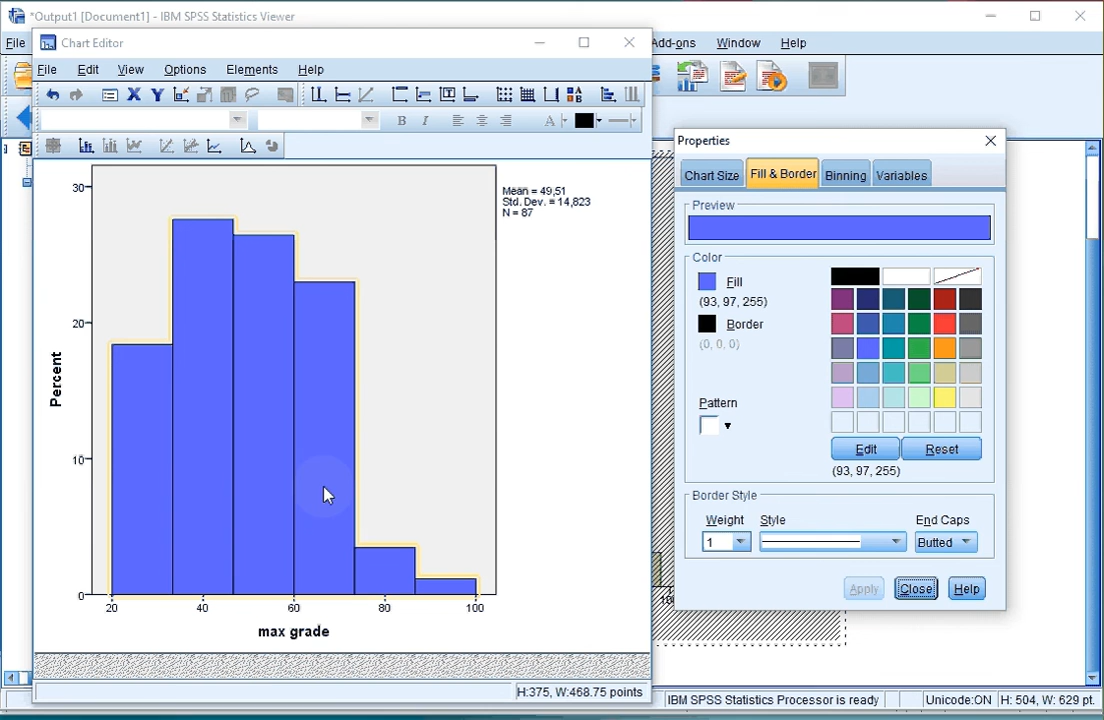 *Output1 [Document1] - IBM SPSS Statistics Viewer
File
Add-ons
Window
Help
Chart Editor
File
Edit
View
Options
Elements
Help
X
Y
B
I
A
Mean = 49,51
Std. Dev. = 14,823
N = 87
30
20
10
0
Percent
20
40
60
80
100
max grade
H:375, W:468.75 points
Properties
Chart Size
Fill & Border
Binning
Variables
Preview
Color
Fill
(93, 97, 255)
Border
(0, 0, 0)
Pattern
Edit
Reset
(93, 97, 255)
Border Style
Weight
Style
End Caps
1
Butted
Apply
Close
Help
IBM SPSS Statistics Processor is ready
Unicode:ON
H: 504, W: 629 pt.